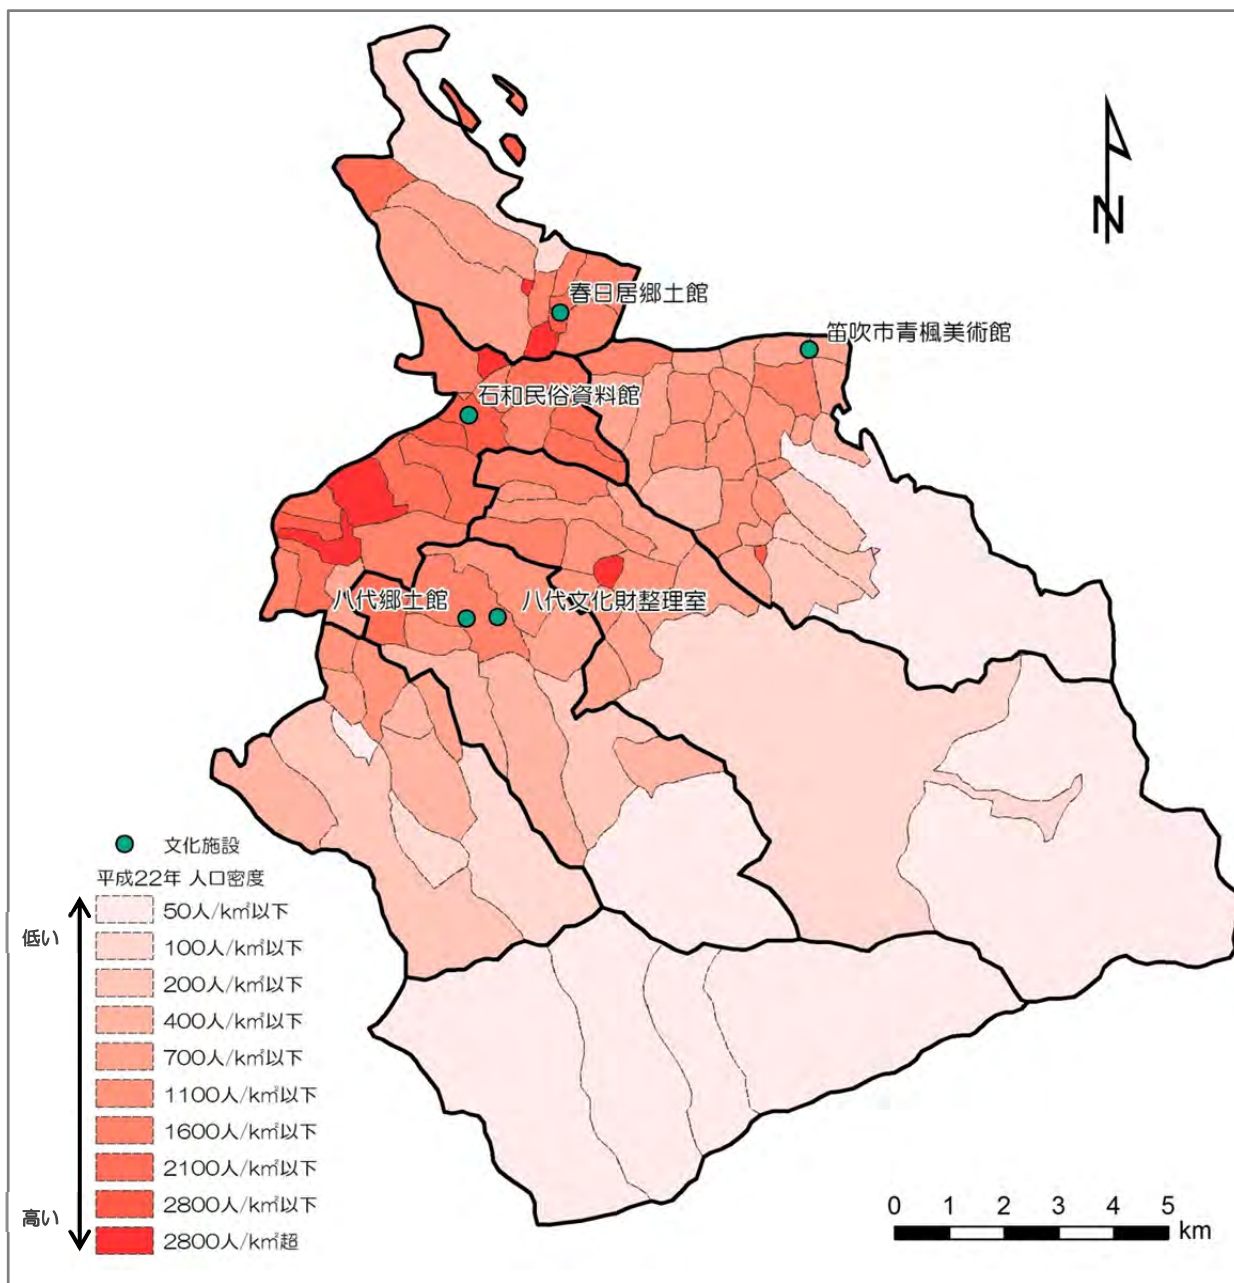 N
春日居郷土館
笛吹市青楓美術館
石和民俗資料館
八代郷土館
八代文化財整理室
文化施設
平成22年 人口密度
低い
50人/k㎡以下
100人/k㎡以下
200人/k㎡以下
400人/k㎡以下
700人/k㎡以下
1100人/k㎡以下
1600人/k㎡以下
2100人/k㎡以下
2800人/k㎡以下
高い
2800人/k㎡超
0 1 2 3 4 5
km